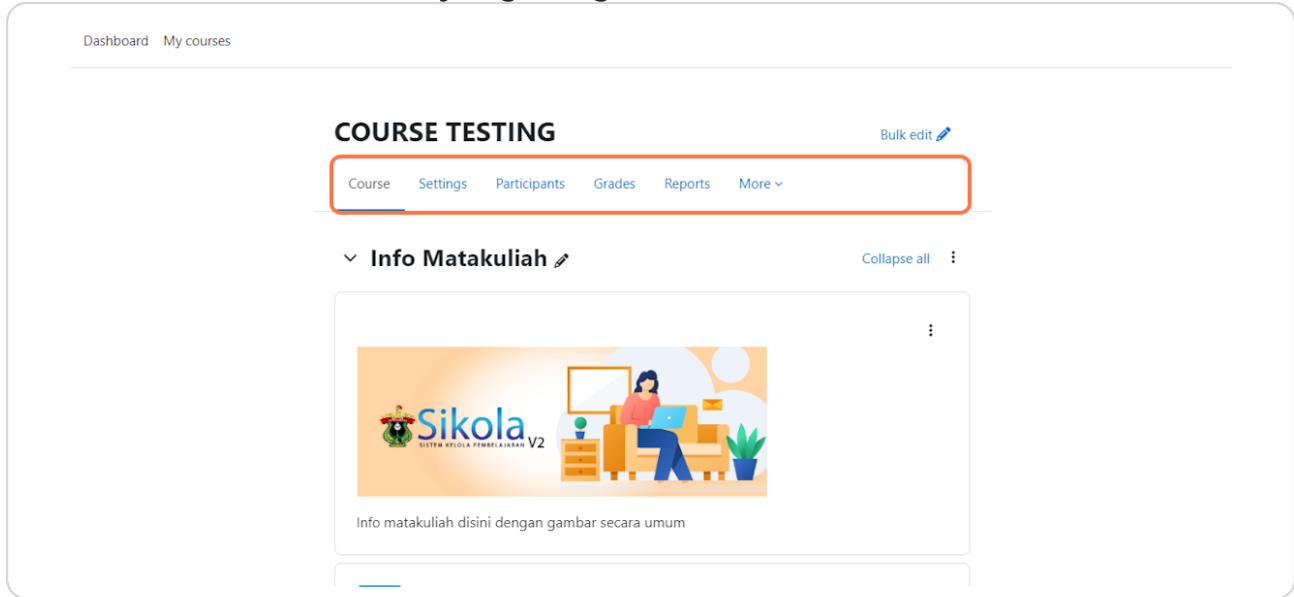 Dashboard My courses
COURSE TESTING
Bulk edit
Course Settings Participants Grades Reports More
Info Matakuliah
Collapse all
Sikola V2
SISTEM KELOLA PEMBELAJARAN
Info matakuliah disini dengan gambar secara umum